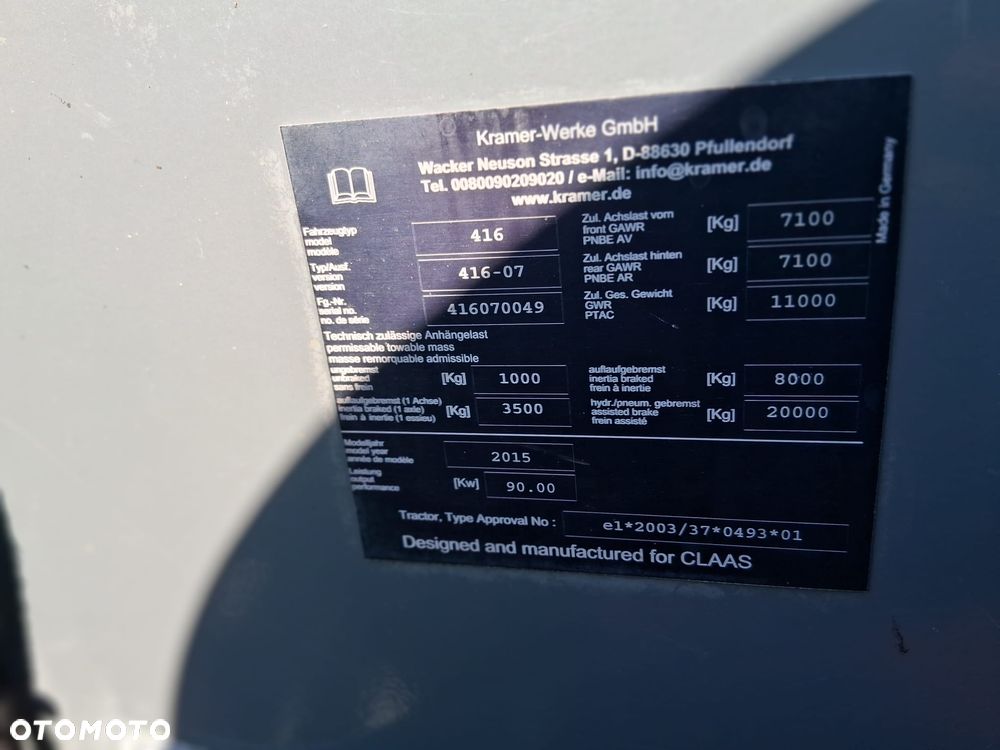 Kramer-Werke GmbH
Wacker Neuson Strasse 1, D-88630 Pfullendorf
Tel. 0080090209020 / e-Mail: info@kramer.de
www.kramer.de
Made in Germany
Fahrzeugtyp
model
modèle
416
Zul. Achslast vorn
front GAWR
PNBE AV
[Kg]
7100
Typ/Ausf.
version
version
416-07
Zul. Achslast hinten
rear GAWR
PNBE AR
[Kg]
7100
Fg.-Nr.
serial no.
no. de série
416070049
Zul. Ges. Gewicht
GWR
PTAC
[Kg]
11000
Technisch zulässige Anhängelast
permissable towable mass
masse remorquable admissible
ungebremst
unbraked
sans frein
[Kg]
1000
auflaufgebremst
inertia braked
frein à inertie
[Kg]
8000
auflaufgebremst (1 Achse)
inertia braked (1 axle)
frein à inertie (1 essieu)
[Kg]
3500
hydr./pneum. gebremst
assisted brake
frein assisté
[Kg]
20000
Modelljahr
model year
année de modèle
2015
Leistung
output
performance
[Kw]
90.00
Tractor, Type Approval No :
e1*2003/37*0493*01
Designed and manufactured for CLAAS
OTOMOTO